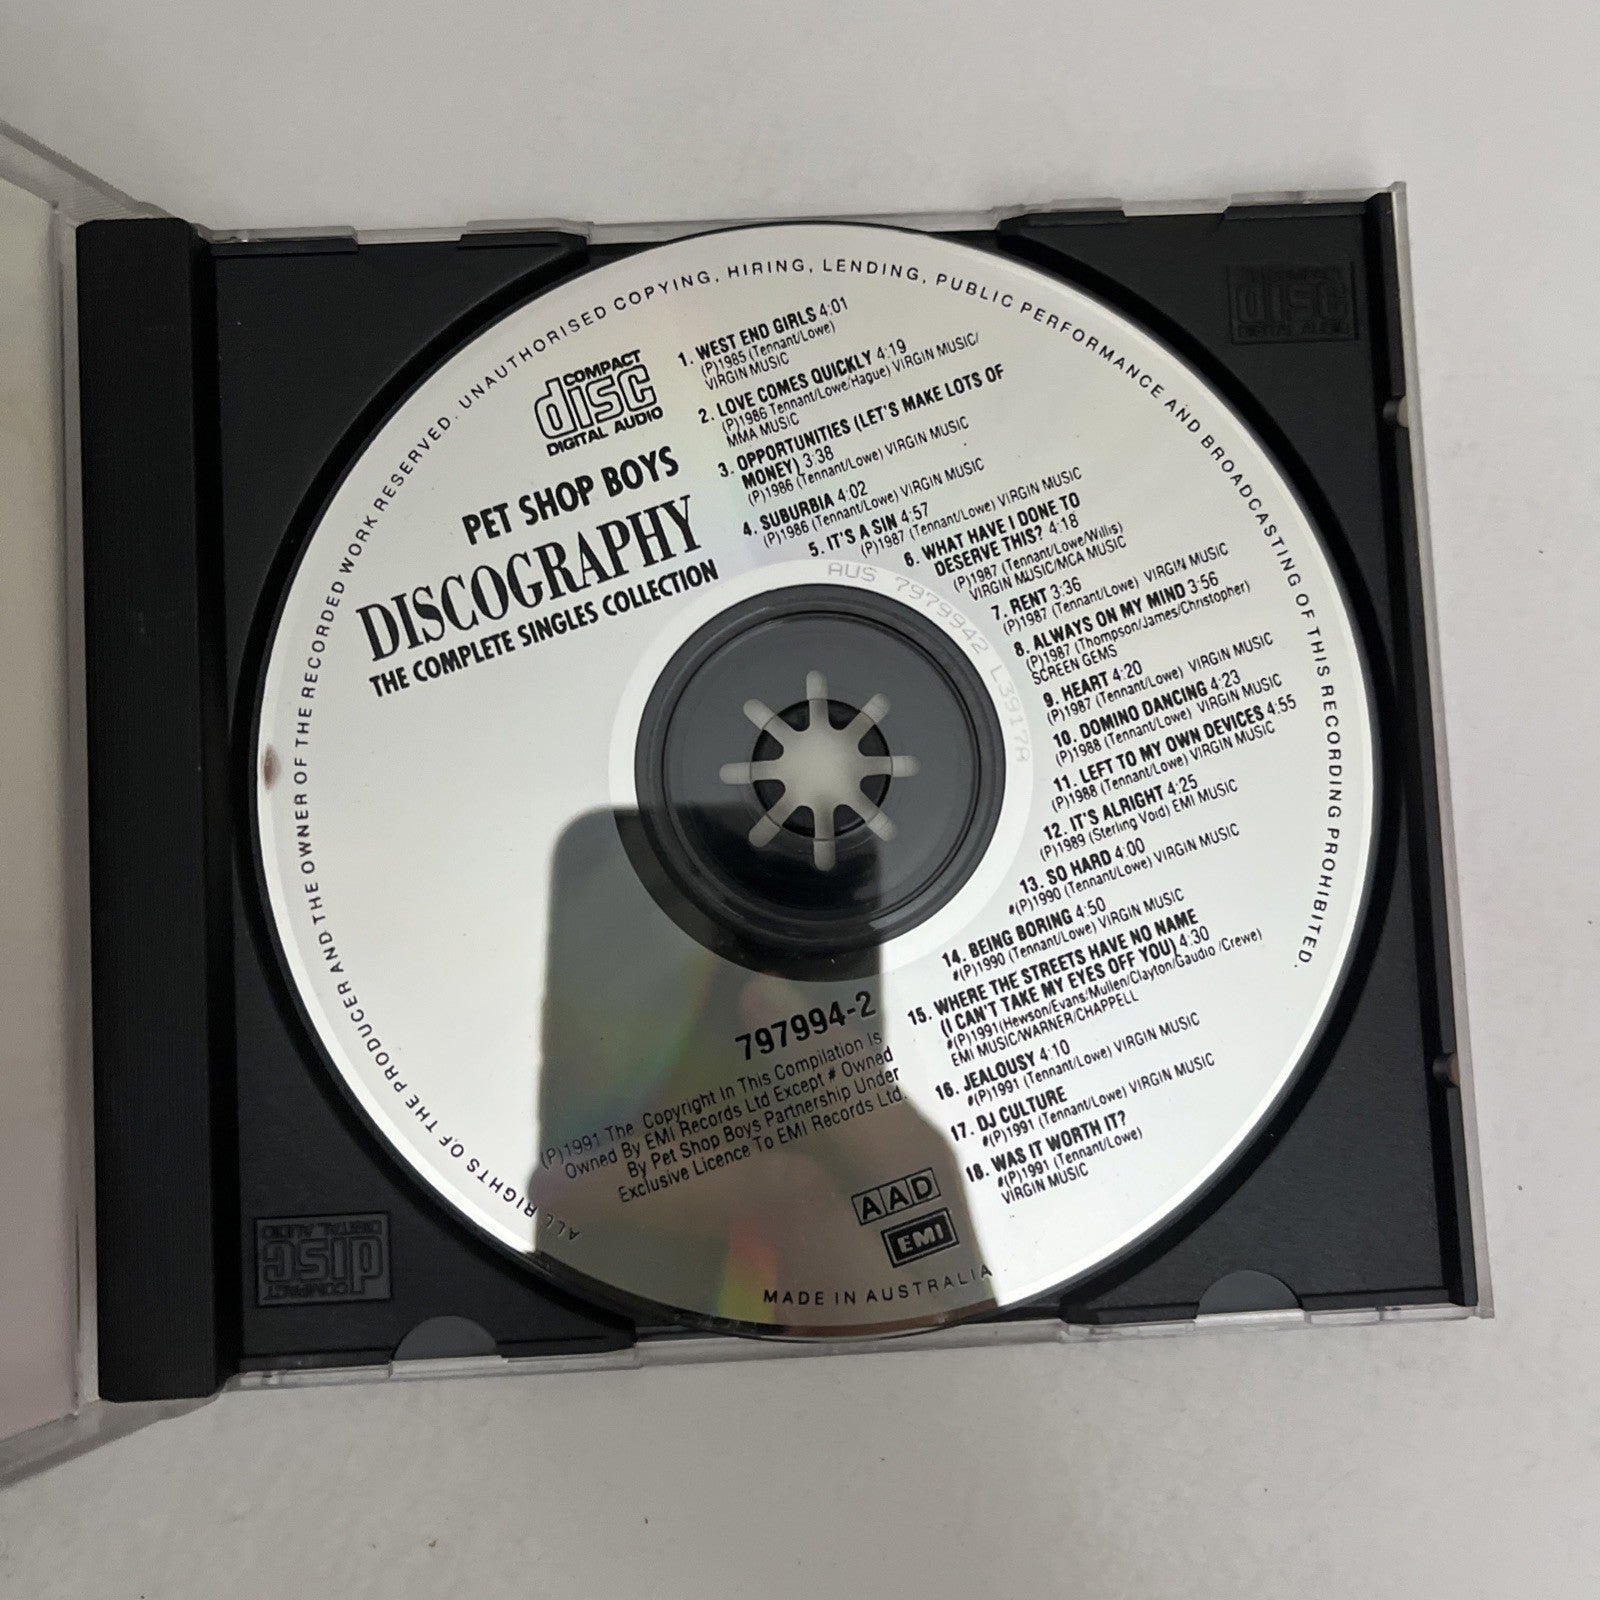 COMPACT
disc
DIGITAL AUDIO
PET SHOP BOYS
DISCOGRAPHY
THE COMPLETE SINGLES COLLECTION
1. WEST END GIRLS 4:01
(P)1985 (Tennant/Lowe)
VIRGIN MUSIC
2. LOVE COMES QUICKLY 4:19
(P)1986 Tennant/Lowe/Hague) VIRGIN MUSIC/
MMA MUSIC
3. OPPORTUNITIES (LET'S MAKE LOTS OF
MONEY) 3:38
(P)1986 (Tennant/Lowe) VIRGIN MUSIC
4. SUBURBIA 4:02
(P)1986 (Tennant/Lowe) VIRGIN MUSIC
5. IT'S A SIN 4:57
(P)1987 (Tennant/Lowe) VIRGIN MUSIC
6. WHAT HAVE I DONE TO
DESERVE THIS? 4:18
(P)1987 (Tennant/Lowe/Willis)
VIRGIN MUSIC/MCA MUSIC
7. RENT 3:36
(P)1987 (Tennant/Lowe) VIRGIN MUSIC
8. ALWAYS ON MY MIND 3:56
(P)1987 (Thompson/James/Christopher)
SCREEN GEMS
9. HEART 4:20
(P)1987 (Tennant/Lowe) VIRGIN MUSIC
10. DOMINO DANCING 4:23
(P)1988 (Tennant/Lowe) VIRGIN MUSIC
11. LEFT TO MY OWN DEVICES 4:55
(P)1988 (Tennant/Lowe) VIRGIN MUSIC
12. IT'S ALRIGHT 4:25
(P)1989 (Sterling Void) EMI MUSIC
13. SO HARD 4:00
#(P)1990 (Tennant/Lowe) VIRGIN MUSIC
14. BEING BORING 4:50
#(P)1990 (Tennant/Lowe) VIRGIN MUSIC
15. WHERE THE STREETS HAVE NO NAME
(I CAN'T TAKE MY EYES OFF YOU) 4:30
#(P)1991(Hewson/Evans/Mullen/Clayton/Gaudio /Crewe)
EMI MUSIC/WARNER/CHAPPELL
16. JEALOUSY 4:10
#(P)1991 (Tennant/Lowe) VIRGIN MUSIC
17. DJ CULTURE
#(P)1991 (Tennant/Lowe) VIRGIN MUSIC
18. WAS IT WORTH IT?
#(P)1991 (Tennant/Lowe)
VIRGIN MUSIC
AUS 7979942 L3917A
797994-2
(P)1991 The Copyright In This Compilation Is
Owned By EMI Records Ltd Except # Owned
By Pet Shop Boys Partnership Under
Exclusive Licence To EMI Records Ltd.
AAD
EMI
MADE IN AUSTRALIA
ALL RIGHTS OF THE PRODUCER AND THE OWNER OF THE RECORDED WORK RESERVED. UNAUTHORISED COPYING, HIRING, LENDING, PUBLIC PERFORMANCE AND BROADCASTING OF THIS RECORDING PROHIBITED.
COMPACT
disc
DIGITAL AUDIO
COMPACT
disc
DIGITAL AUDIO